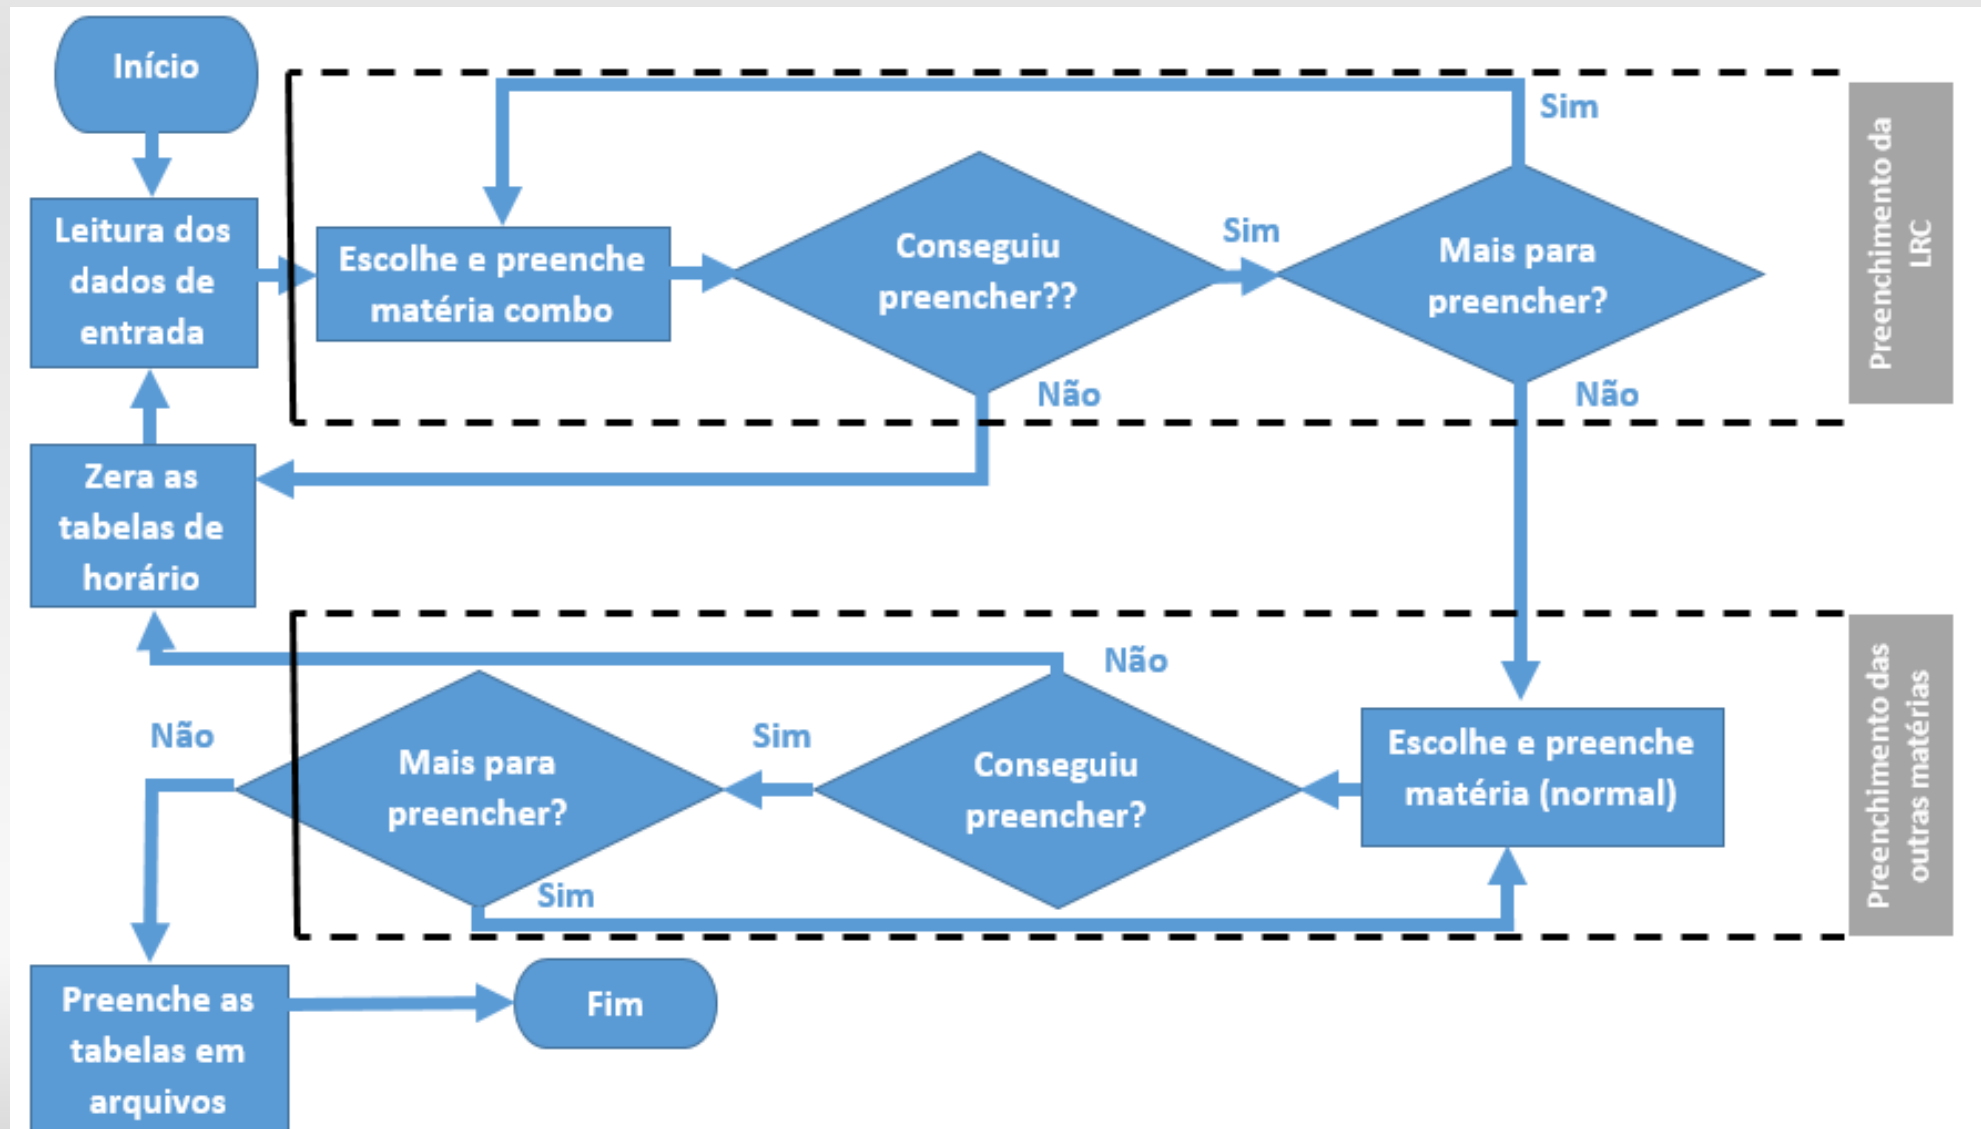 Início
Leitura dos
dados de
entrada
Escolhe e preenche
matéria combo
Conseguiu
preencher??
Sim
Não
Mais para
preencher?
Sim
Não
Preenchimento da
LRC
Zera as
tabelas de
horário
Escolhe e preenche
matéria (normal)
Conseguiu
preencher?
Não
Sim
Mais para
preencher?
Não
Sim
Preenchimento das
outras matérias
Preenche as
tabelas em
arquivos
Fim